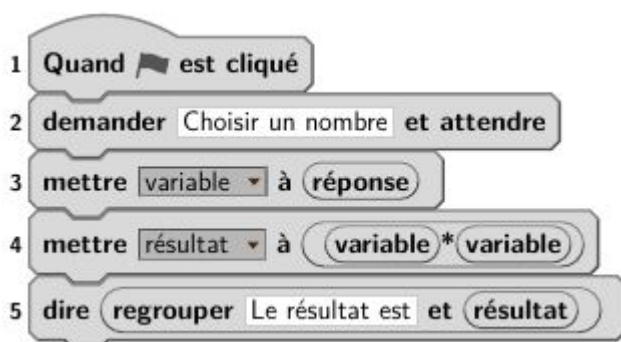 1 Quand est cliqué
2 demander Choisir un nombre et attendre
3 mettre variable à réponse
4 mettre résultat à variable * variable
5 dire regrouper Le résultat est et résultat